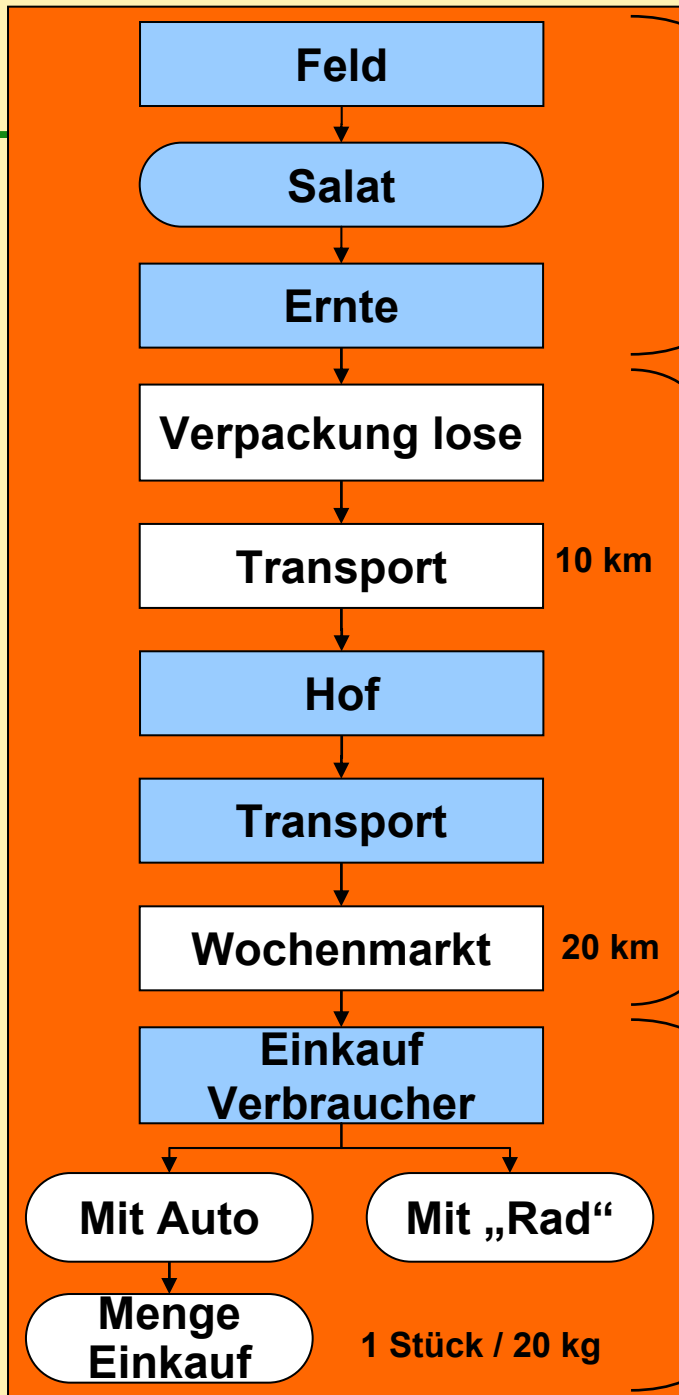 Feld
Salat
Ernte
Verpackung lose
Transport
10 km
Hof
Transport
Wochenmarkt
20 km
Einkauf
Verbraucher
Mit Auto
Mit „Rad“
Menge
Einkauf
1 Stück / 20 kg